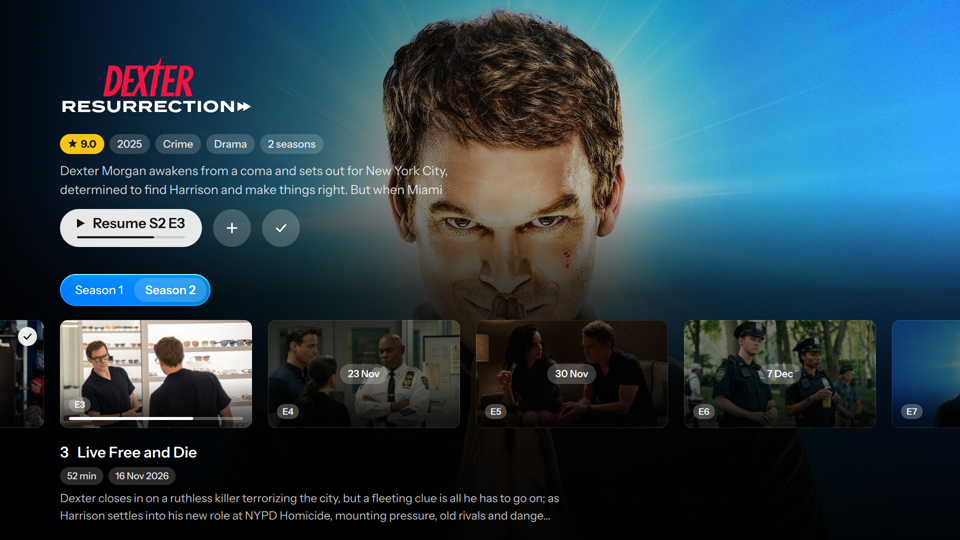 DEXTER
RESURRECTION
★ 9.0 2025 Crime Drama 2 seasons
Dexter Morgan awakens from a coma and sets out for New York City,
determined to find Harrison and make things right. But when Miami
Resume S2 E3
Season 1 Season 2
23 Nov 30 Nov 7 Dec
E3 E4 E5 E6 E7
3 Live Free and Die
52 min 16 Nov 2026
Dexter closes in on a ruthless killer terrorizing the city, but a fleeting clue is all he has to go on; as
Harrison settles into his new role at NYPD Homicide, mounting pressure, old rivals and dange...